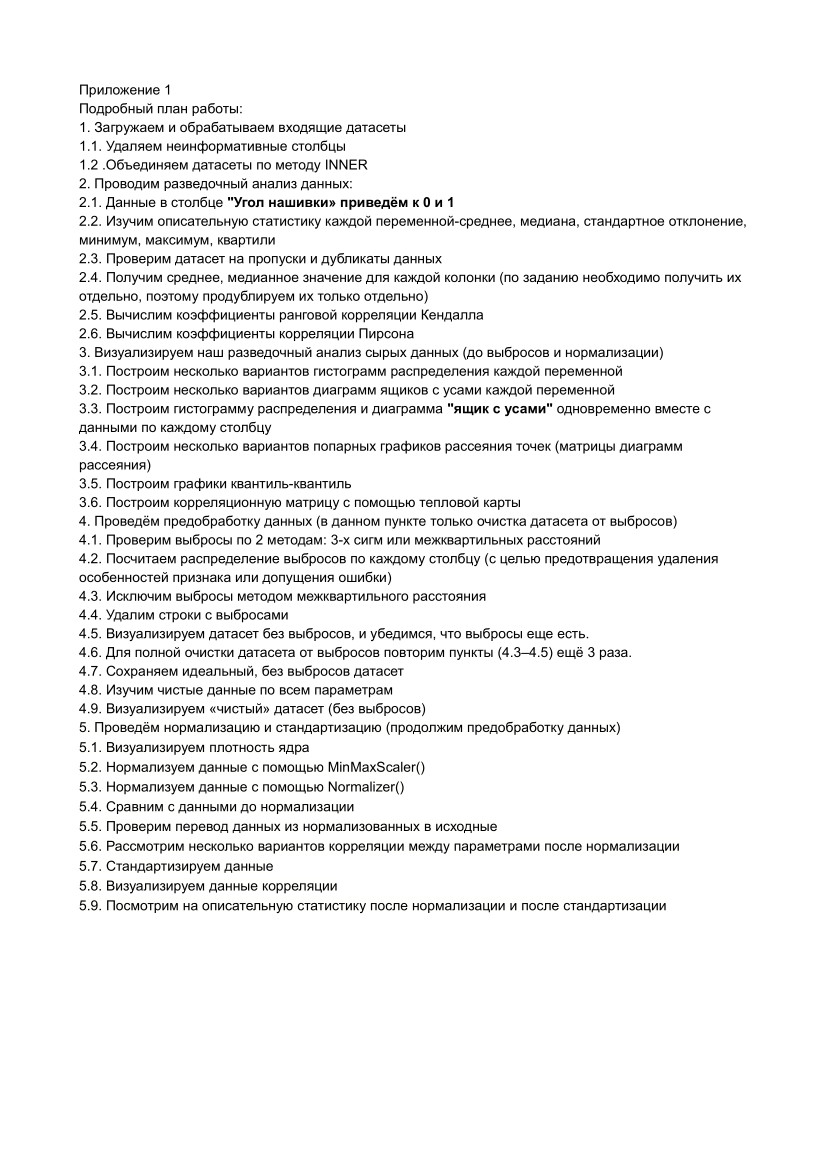 Приложение 1
Подробный план работы:
1. Загружаем и обрабатываем входящие датасеты
1.1. Удаляем неинформативные столбцы
1.2 .Объединяем датасеты по методу INNER
2. Проводим разведочный анализ данных:
2.1. Данные в столбце "Угол нашивки» приведём к 0 и 1
2.2. Изучим описательную статистику каждой переменной-среднее, медиана, стандартное отклонение,
минимум, максимум, квартили
2.3. Проверим датасет на пропуски и дубликаты данных
2.4. Получим среднее, медианное значение для каждой колонки (по заданию необходимо получить их
отдельно, поэтому продублируем их только отдельно)
2.5. Вычислим коэффициенты ранговой корреляции Кендалла
2.6. Вычислим коэффициенты корреляции Пирсона
3. Визуализируем наш разведочный анализ сырых данных (до выбросов и нормализации)
3.1. Построим несколько вариантов гистограмм распределения каждой переменной
3.2. Построим несколько вариантов диаграмм ящиков с усами каждой переменной
3.3. Построим гистограмму распределения и диаграмма "ящик с усами" одновременно вместе с
данными по каждому столбцу
3.4. Построим несколько вариантов попарных графиков рассеяния точек (матрицы диаграмм
рассеяния)
3.5. Построим графики квантиль-квантиль
3.6. Построим корреляционную матрицу с помощью тепловой карты
4. Проведём предобработку данных (в данном пункте только очистка датасета от выбросов)
4.1. Проверим выбросы по 2 методам: 3-х сигм или межквартильных расстояний
4.2. Посчитаем распределение выбросов по каждому столбцу (с целью предотвращения удаления
особенностей признака или допущения ошибки)
4.3. Исключим выбросы методом межквартильного расстояния
4.4. Удалим строки с выбросами
4.5. Визуализируем датасет без выбросов, и убедимся, что выбросы еще есть.
4.6. Для полной очистки датасета от выбросов повторим пункты (4.3–4.5) ещё 3 раза.
4.7. Сохраняем идеальный, без выбросов датасет
4.8. Изучим чистые данные по всем параметрам
4.9. Визуализируем «чистый» датасет (без выбросов)
5. Проведём нормализацию и стандартизацию (продолжим предобработку данных)
5.1. Визуализируем плотность ядра
5.2. Нормализуем данные с помощью MinMaxScaler()
5.3. Нормализуем данные с помощью Normalizer()
5.4. Сравним с данными до нормализации
5.5. Проверим перевод данных из нормализованных в исходные
5.6. Рассмотрим несколько вариантов корреляции между параметрами после нормализации
5.7. Стандартизируем данные
5.8. Визуализируем данные корреляции
5.9. Посмотрим на описательную статистику после нормализации и после стандартизации